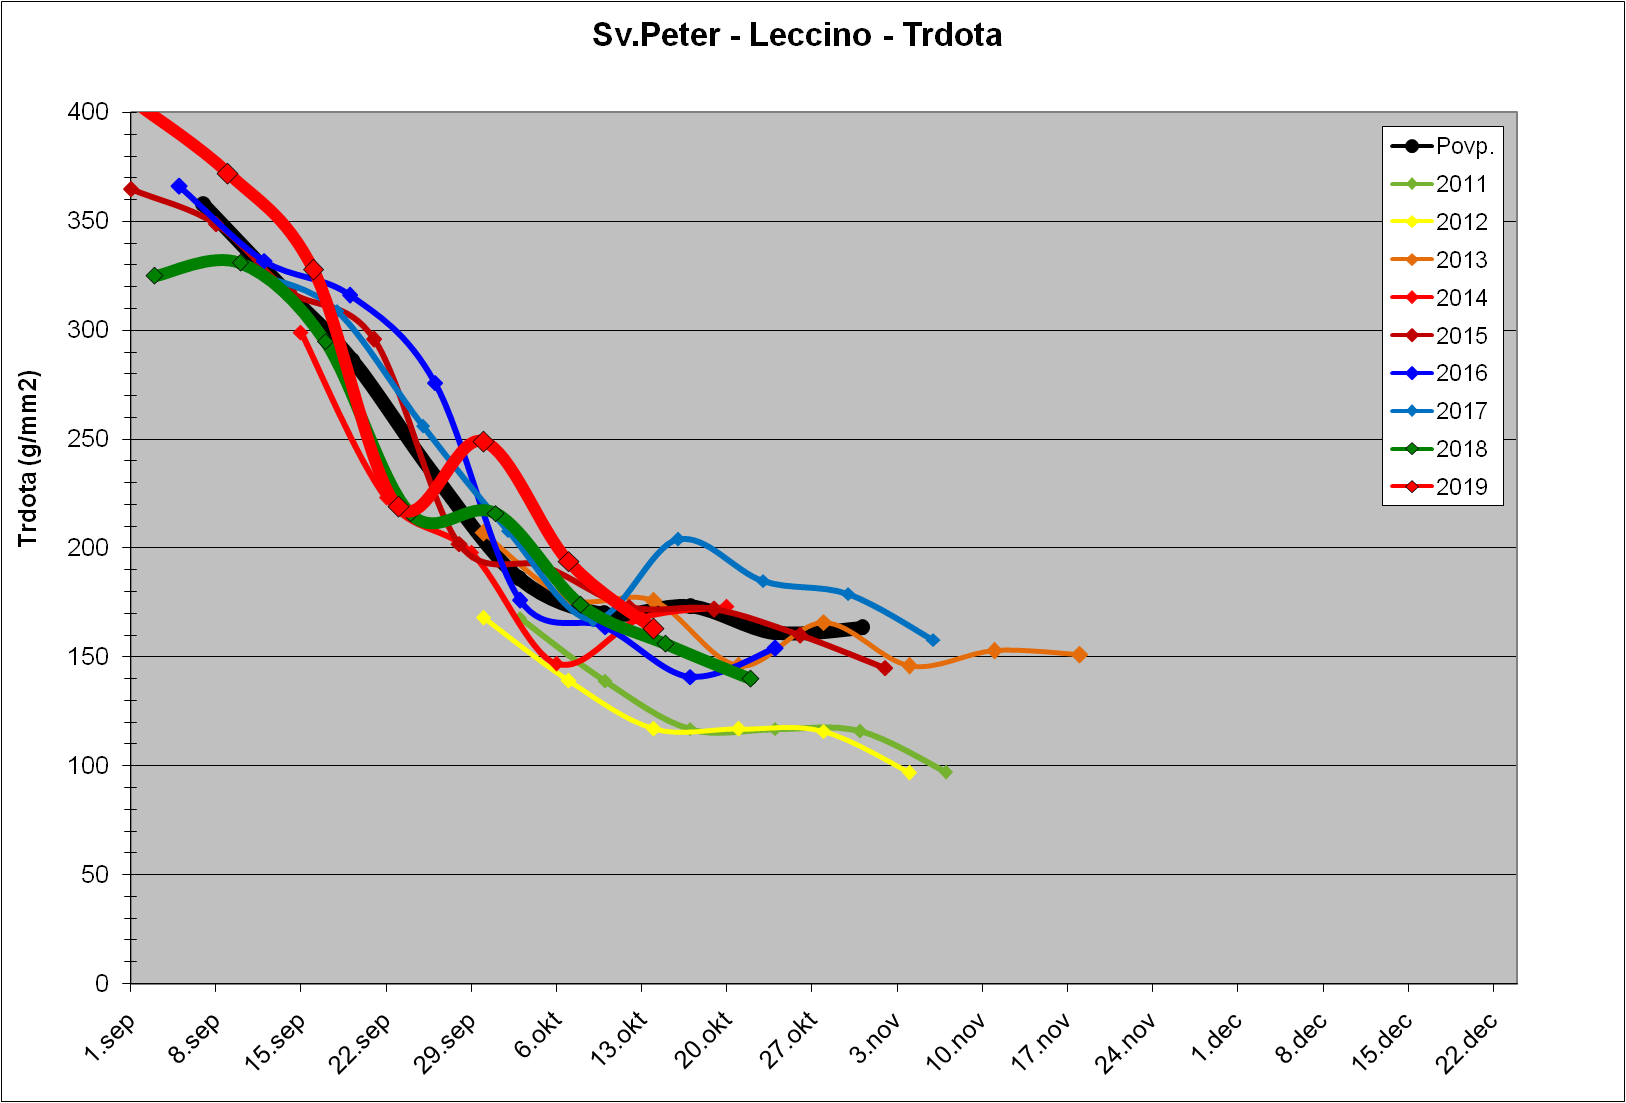 Sv.Peter - Leccino - Trdota
Trdota (g/mm2)
400
350
300
250
200
150
100
50
0
1.sep
8.sep
15.sep
22.sep
29.sep
6.okt
13.okt
20.okt
27.okt
3.nov
10.nov
17.nov
24.nov
1.dec
8.dec
15.dec
22.dec
Povp.
2011
2012
2013
2014
2015
2016
2017
2018
2019